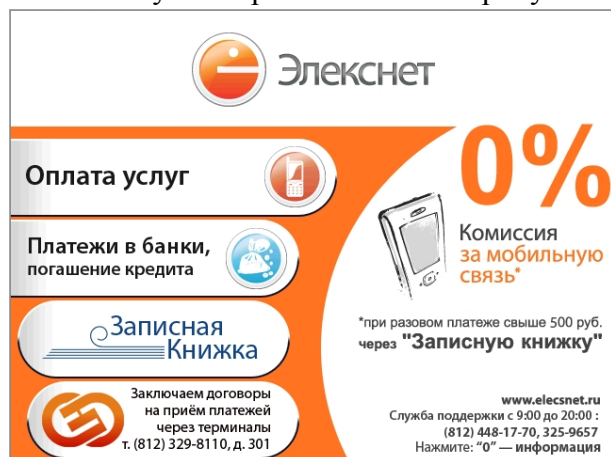 Элекснет
Оплата услуг
Платежи в банки,
погашение кредита
Записная
Книжка
Заключаем договоры
на приём платежей
через терминалы
т. (812) 329-8110, д. 301
0%
Комиссия
за мобильную
связь*
*при разовом платеже свыше 500 руб.
через "Записную книжку"
www.elecsnet.ru
Служба поддержки с 9:00 до 20:00 :
(812) 448-17-70, 325-9657
Нажмите: “0” — информация